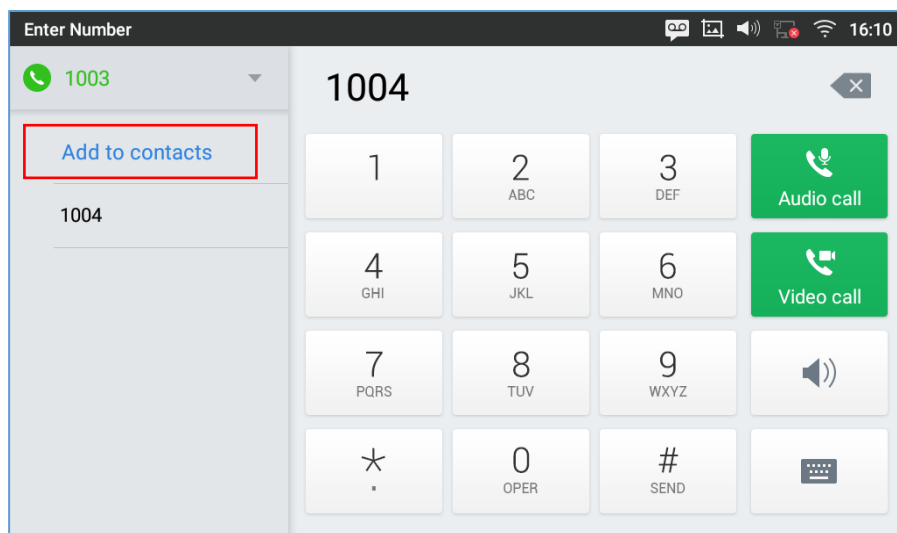 Enter Number
16:10
1003
Add to contacts
1004
1004
1
2
ABC
3
DEF
Audio call
4
GHI
5
JKL
6
MNO
Video call
7
PQRS
8
TUV
9
WXYZ
*
.
0
OPER
#
SEND